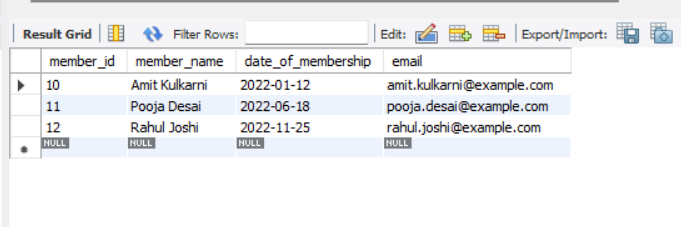 Result Grid Filter Rows: Edit: Export/Import:
member_id member_name date_of_membership email
10 Amit Kulkarni 2022-01-12 amit.kulkarni@example.com
11 Pooja Desai 2022-06-18 pooja.desai@example.com
12 Rahul Joshi 2022-11-25 rahul.joshi@example.com
NULL NULL NULL NULL